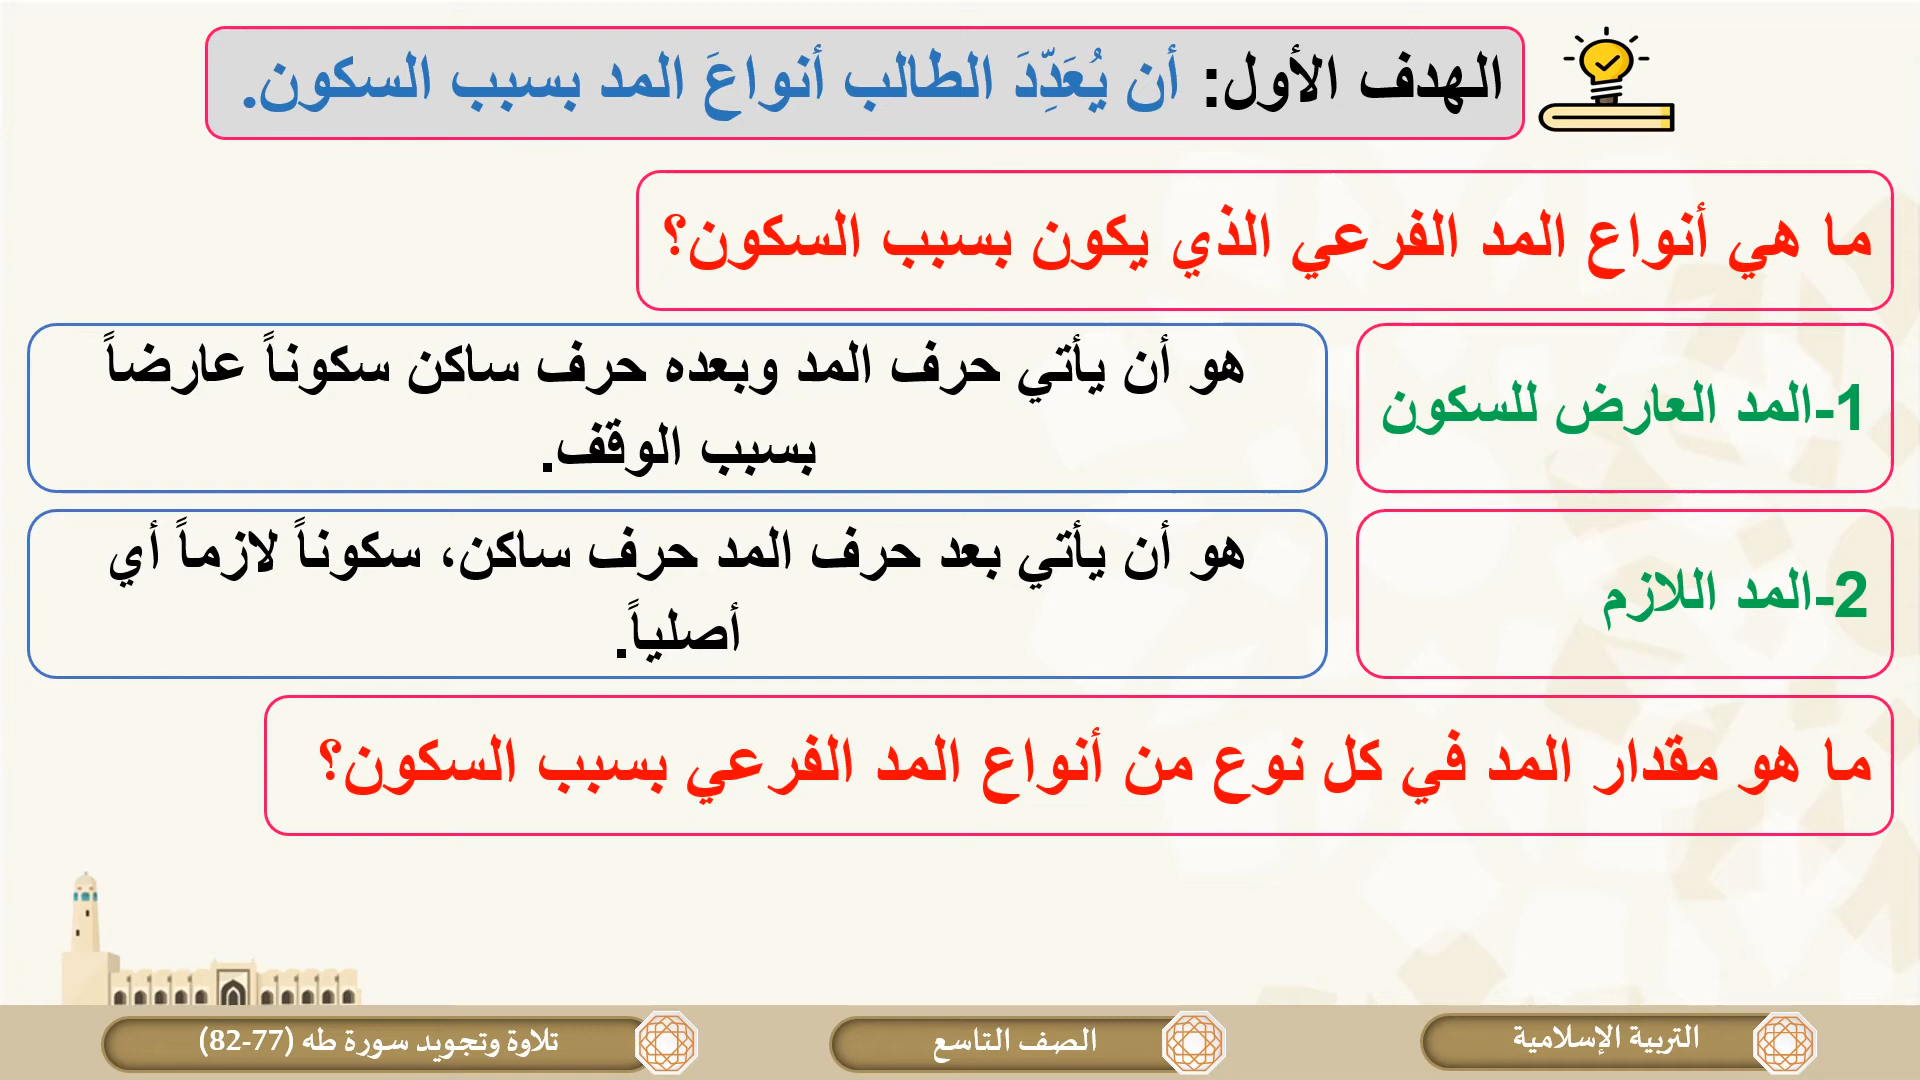 الهدف الأول: أن يُعَدِّدَ الطالب أنواعَ المد بسبب السكون.
ما هي أنواع المد الفرعي الذي يكون بسبب السكون؟
1-المد العارض للسكون
هو أن يأتي حرف المد وبعده حرف ساكن سكوناً عارضاً
بسبب الوقف.
2-المد اللازم
هو أن يأتي بعد حرف المد حرف ساكن، سكوناً لازماً أي
أصلياً.
ما هو مقدار المد في كل نوع من أنواع المد الفرعي بسبب السكون؟
التربية الإسلامية
الصف التاسع
تلاوة وتجويد سورة طه (77-82)